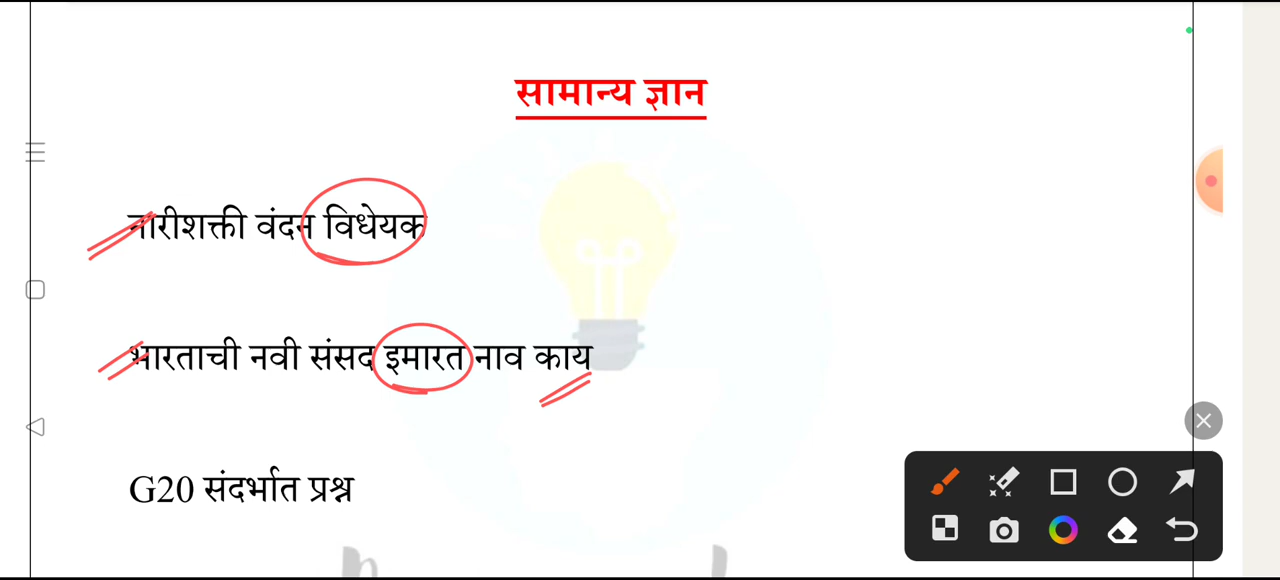 सामान्य ज्ञान
नारीशक्ती वंदन विधेयक
भारताची नवी संसद इमारत नाव काय
G20 संदर्भात प्रश्न